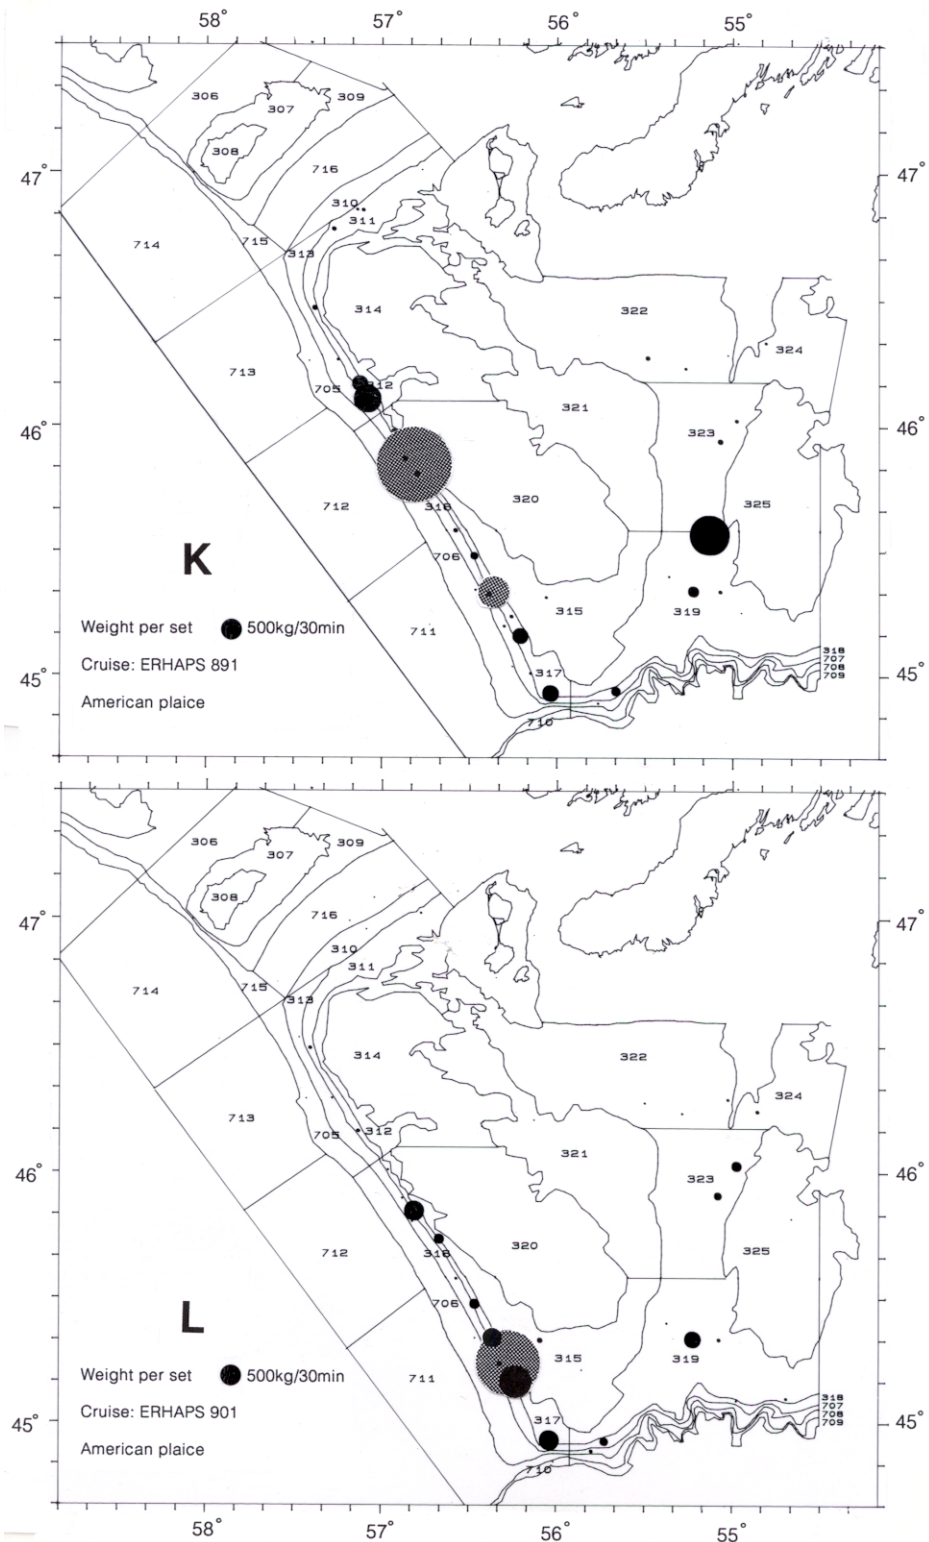 58° 57° 56° 55°
306 307 309
308
47° 716 47°
310
311
714 715 313
314 322
324
713
705 312 321
46° 323 46°
320 325
712 316
K 706
315 319
Weight per set 500kg/30min 711
Cruise: ERHAPS 891
318
707
708
709
45° 317 45°
American plaice
710
306 307 309
308
47° 716 47°
310
311
714 715 313
314 322
324
713
705 312 321
46° 323 46°
320 325
712 316
706
L
315 319
Weight per set 500kg/30min 711
318
707
708
709
Cruise: ERHAPS 901
45° 317 45°
American plaice
710
58° 57° 56° 55°